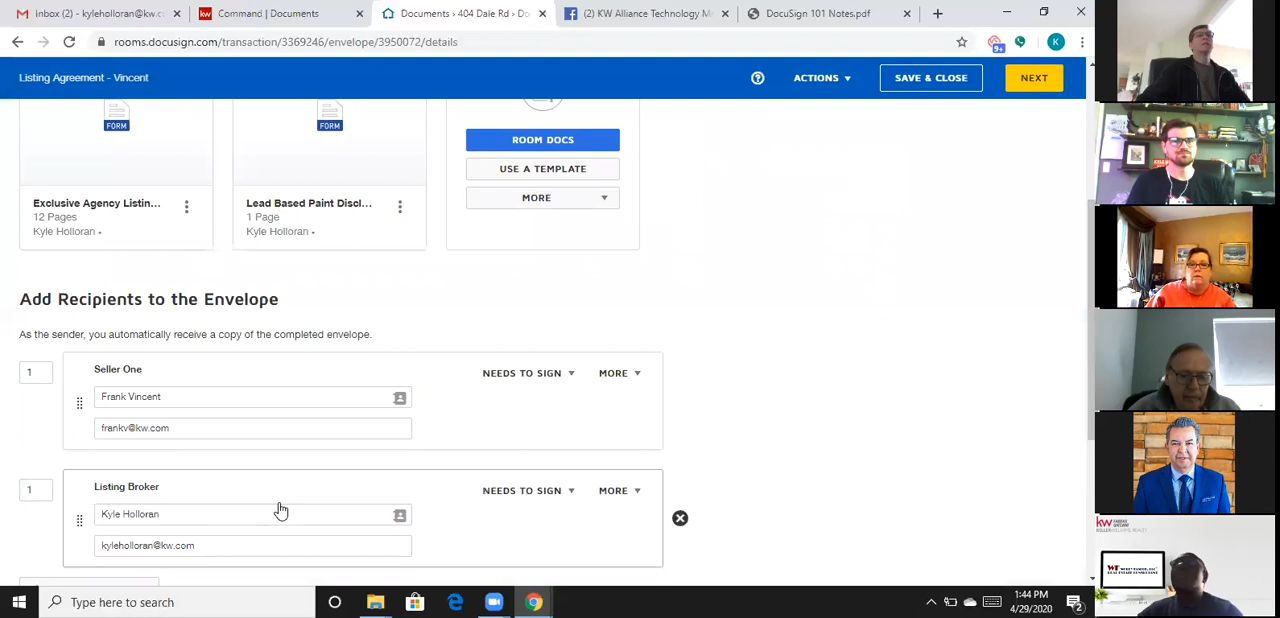 Inbox (2) - kyleholloran@kw.c
Command | Documents
Documents › 404 Dale Rd › Do
(2) KW Alliance Technology M
DocuSign 101 Notes.pdf
rooms.docusign.com/transaction/3369246/envelope/3950072/details
9+
K
Listing Agreement - Vincent
ACTIONS
SAVE & CLOSE
NEXT
FORM
FORM
ROOM DOCS
USE A TEMPLATE
MORE
Exclusive Agency Listin...
12 Pages
Kyle Holloran
Lead Based Paint Discl...
1 Page
Kyle Holloran
Add Recipients to the Envelope
As the sender, you automatically receive a copy of the completed envelope.
1
Seller One
NEEDS TO SIGN
MORE
Frank Vincent
frankv@kw.com
1
Listing Broker
NEEDS TO SIGN
MORE
Kyle Holloran
kyleholloran@kw.com
Type here to search
1:44 PM
4/29/2020
2
kw
KELLERWILLIAMS REALTY